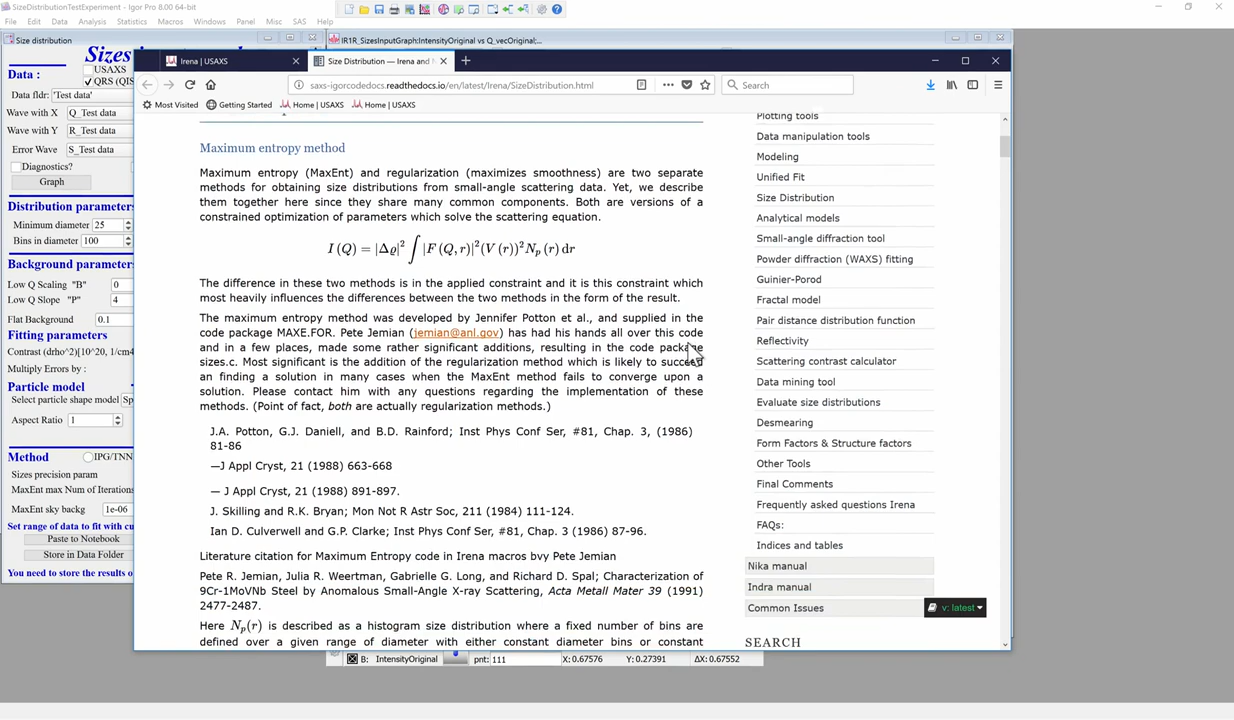 SizeDistributionTestExperiment - Igor Pro 8.00 64-bit
File Edit Data Analysis Statistics Macros Windows Panel Misc SAS Help
Size distribution
IR1R_SizesInputGraph:IntensityOriginal vs Q_vecOriginal;...
Sizes
Data :
USAXS
QRS (QIS
Data fldr: 'Test data'
Wave with X Q_Test data
Wave with Y R_Test data
Error Wave S_Test data
Diagnostics?
Graph
Distribution parameters
Minimum diameter 25
Bins in diameter 100
Background parameters
Low Q Scaling "B" 0
Low Q Slope "P" 4
Flat Background 0.1
Fitting parameters
Contrast (drho^2)[10^20, 1/cm4
Multiply Errors by :
Particle model
Select particle shape model Sp
Aspect Ratio 1
Method IPG/TNN
Sizes precision param
MaxEnt max Num of Iterations
MaxEnt sky backg 1e-06
Set range of data to fit with cu
Paste to Notebook
Store in Data Folder
You need to store the results o
Irena | USAXS
Size Distribution — Irena and N
saxs-igorcodedocs.readthedocs.io/en/latest/Irena/SizeDistribution.html
Search
Most Visited Getting Started Home | USAXS Home | USAXS
Maximum entropy method
Maximum entropy (MaxEnt) and regularization (maximizes smoothness) are two separate
methods for obtaining size distributions from small-angle scattering data. Yet, we describe
them together here since they share many common components. Both are versions of a
constrained optimization of parameters which solve the scattering equation.
I (Q) = |Δϱ|² ∫ |F (Q, r)|² (V (r))² Nₚ (r) dr
The difference in these two methods is in the applied constraint and it is this constraint which
most heavily influences the differences between the two methods in the form of the result.
The maximum entropy method was developed by Jennifer Potton et al., and supplied in the
code package MAXE.FOR. Pete Jemian (jemian@anl.gov) has had his hands all over this code
and in a few places, made some rather significant additions, resulting in the code package
sizes.c. Most significant is the addition of the regularization method which is likely to succeed
an finding a solution in many cases when the MaxEnt method fails to converge upon a
solution. Please contact him with any questions regarding the implementation of these
methods. (Point of fact, both are actually regularization methods.)
J.A. Potton, G.J. Daniell, and B.D. Rainford; Inst Phys Conf Ser, #81, Chap. 3, (1986)
81-86
—J Appl Cryst, 21 (1988) 663-668
— J Appl Cryst, 21 (1988) 891-897.
J. Skilling and R.K. Bryan; Mon Not R Astr Soc, 211 (1984) 111-124.
Ian D. Culverwell and G.P. Clarke; Inst Phys Conf Ser, #81, Chap. 3 (1986) 87-96.
Literature citation for Maximum Entropy code in Irena macros bvy Pete Jemian
Pete R. Jemian, Julia R. Weertman, Gabrielle G. Long, and Richard D. Spal; Characterization of
9Cr-1MoVNb Steel by Anomalous Small-Angle X-ray Scattering, Acta Metall Mater 39 (1991)
2477-2487.
Here Nₚ(r) is described as a histogram size distribution where a fixed number of bins are
defined over a given range of diameter with either constant diameter bins or constant
Plotting tools
Data manipulation tools
Modeling
Unified Fit
Size Distribution
Analytical models
Small-angle diffraction tool
Powder diffraction (WAXS) fitting
Guinier-Porod
Fractal model
Pair distance distribution function
Reflectivity
Scattering contrast calculator
Data mining tool
Evaluate size distributions
Desmearing
Form Factors & Structure factors
Other Tools
Final Comments
Frequently asked questions Irena
FAQs:
Indices and tables
Nika manual
Indra manual
Common Issues
v: latest
SEARCH
B: IntensityOriginal pnt: 111 X: 0.67576 Y: 0.27391 ΔX: 0.67552